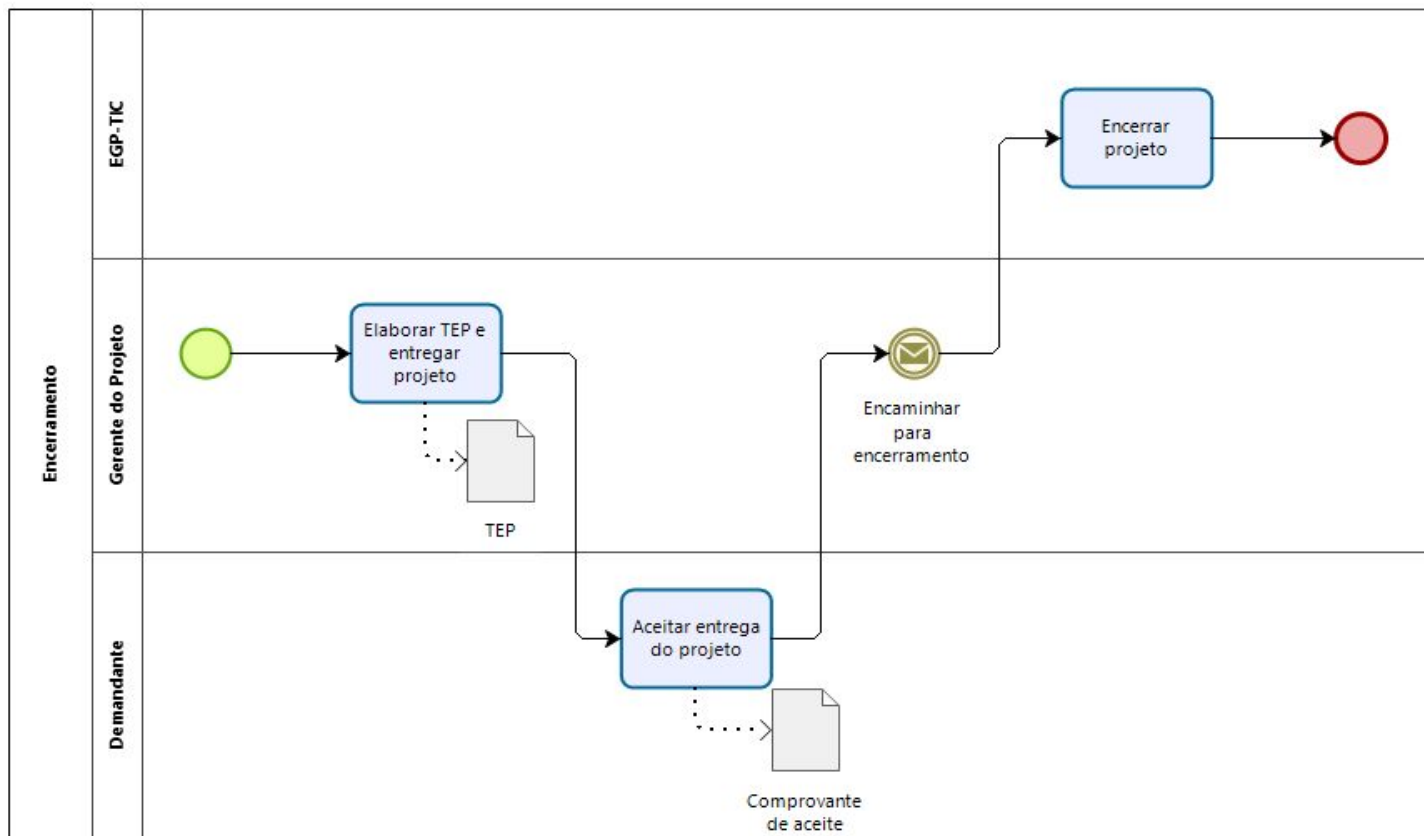 Encerramento
EGP-TIC
Encerrar
projeto
Gerente do Projeto
Elaborar TEP e
entregar
projeto
TEP
Encaminhar
para
encerramento
Demandante
Aceitar entrega
do projeto
Comprovante
de aceite